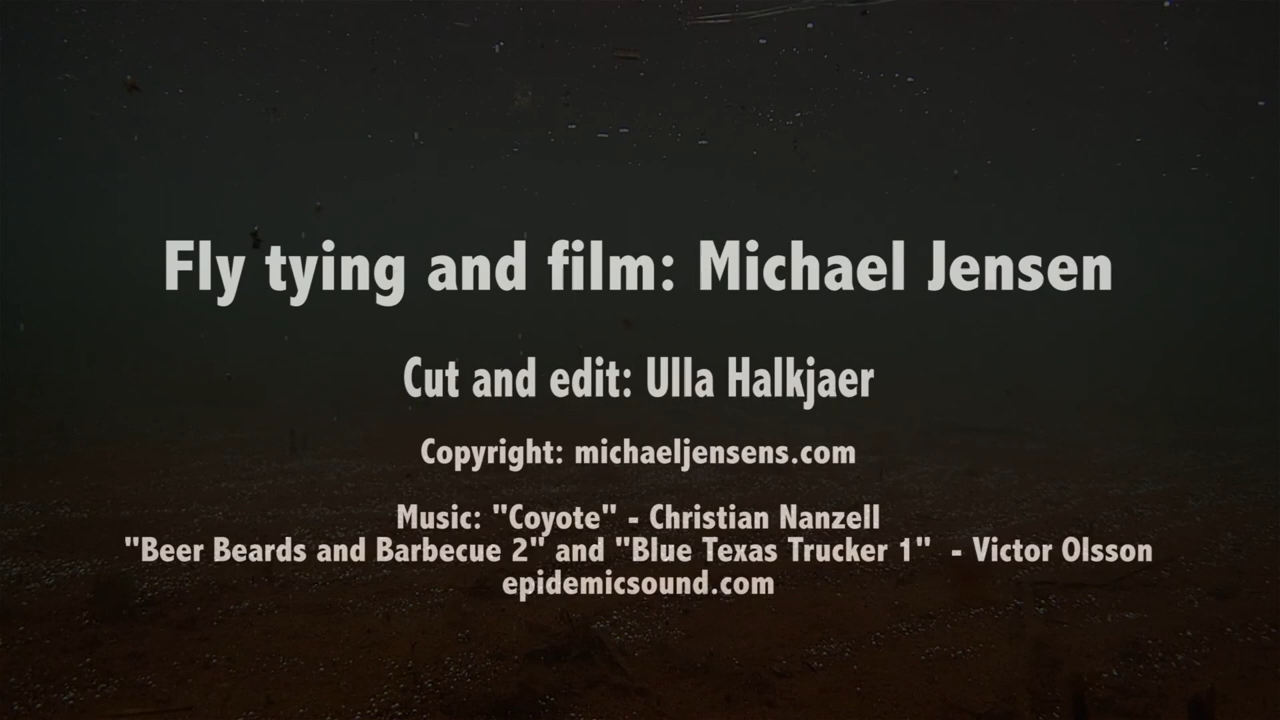 Fly tying and film: Michael Jensen
Cut and edit: Ulla Halkjaer
Copyright: michaeljensens.com
Music: "Coyote" - Christian Nanzell
"Beer Beards and Barbecue 2" and "Blue Texas Trucker 1"  - Victor Olsson
epidemicsound.com